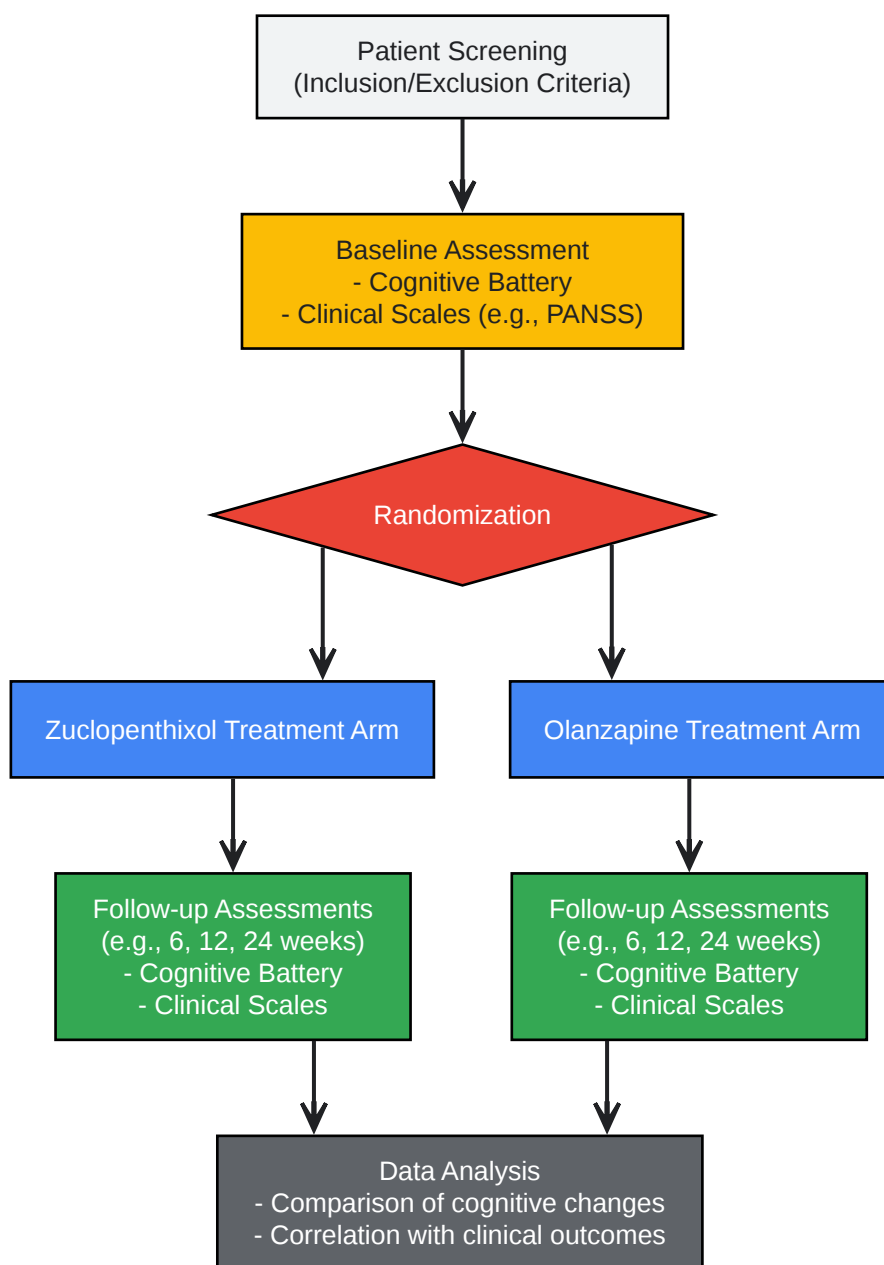 Patient Screening
(Inclusion/Exclusion Criteria)
Baseline Assessment
- Cognitive Battery
- Clinical Scales (e.g., PANSS)
Randomization
Zuclopenthixol Treatment Arm
Olanzapine Treatment Arm
Follow-up Assessments
(e.g., 6, 12, 24 weeks)
- Cognitive Battery
- Clinical Scales
Follow-up Assessments
(e.g., 6, 12, 24 weeks)
- Cognitive Battery
- Clinical Scales
Data Analysis
- Comparison of cognitive changes
- Correlation with clinical outcomes